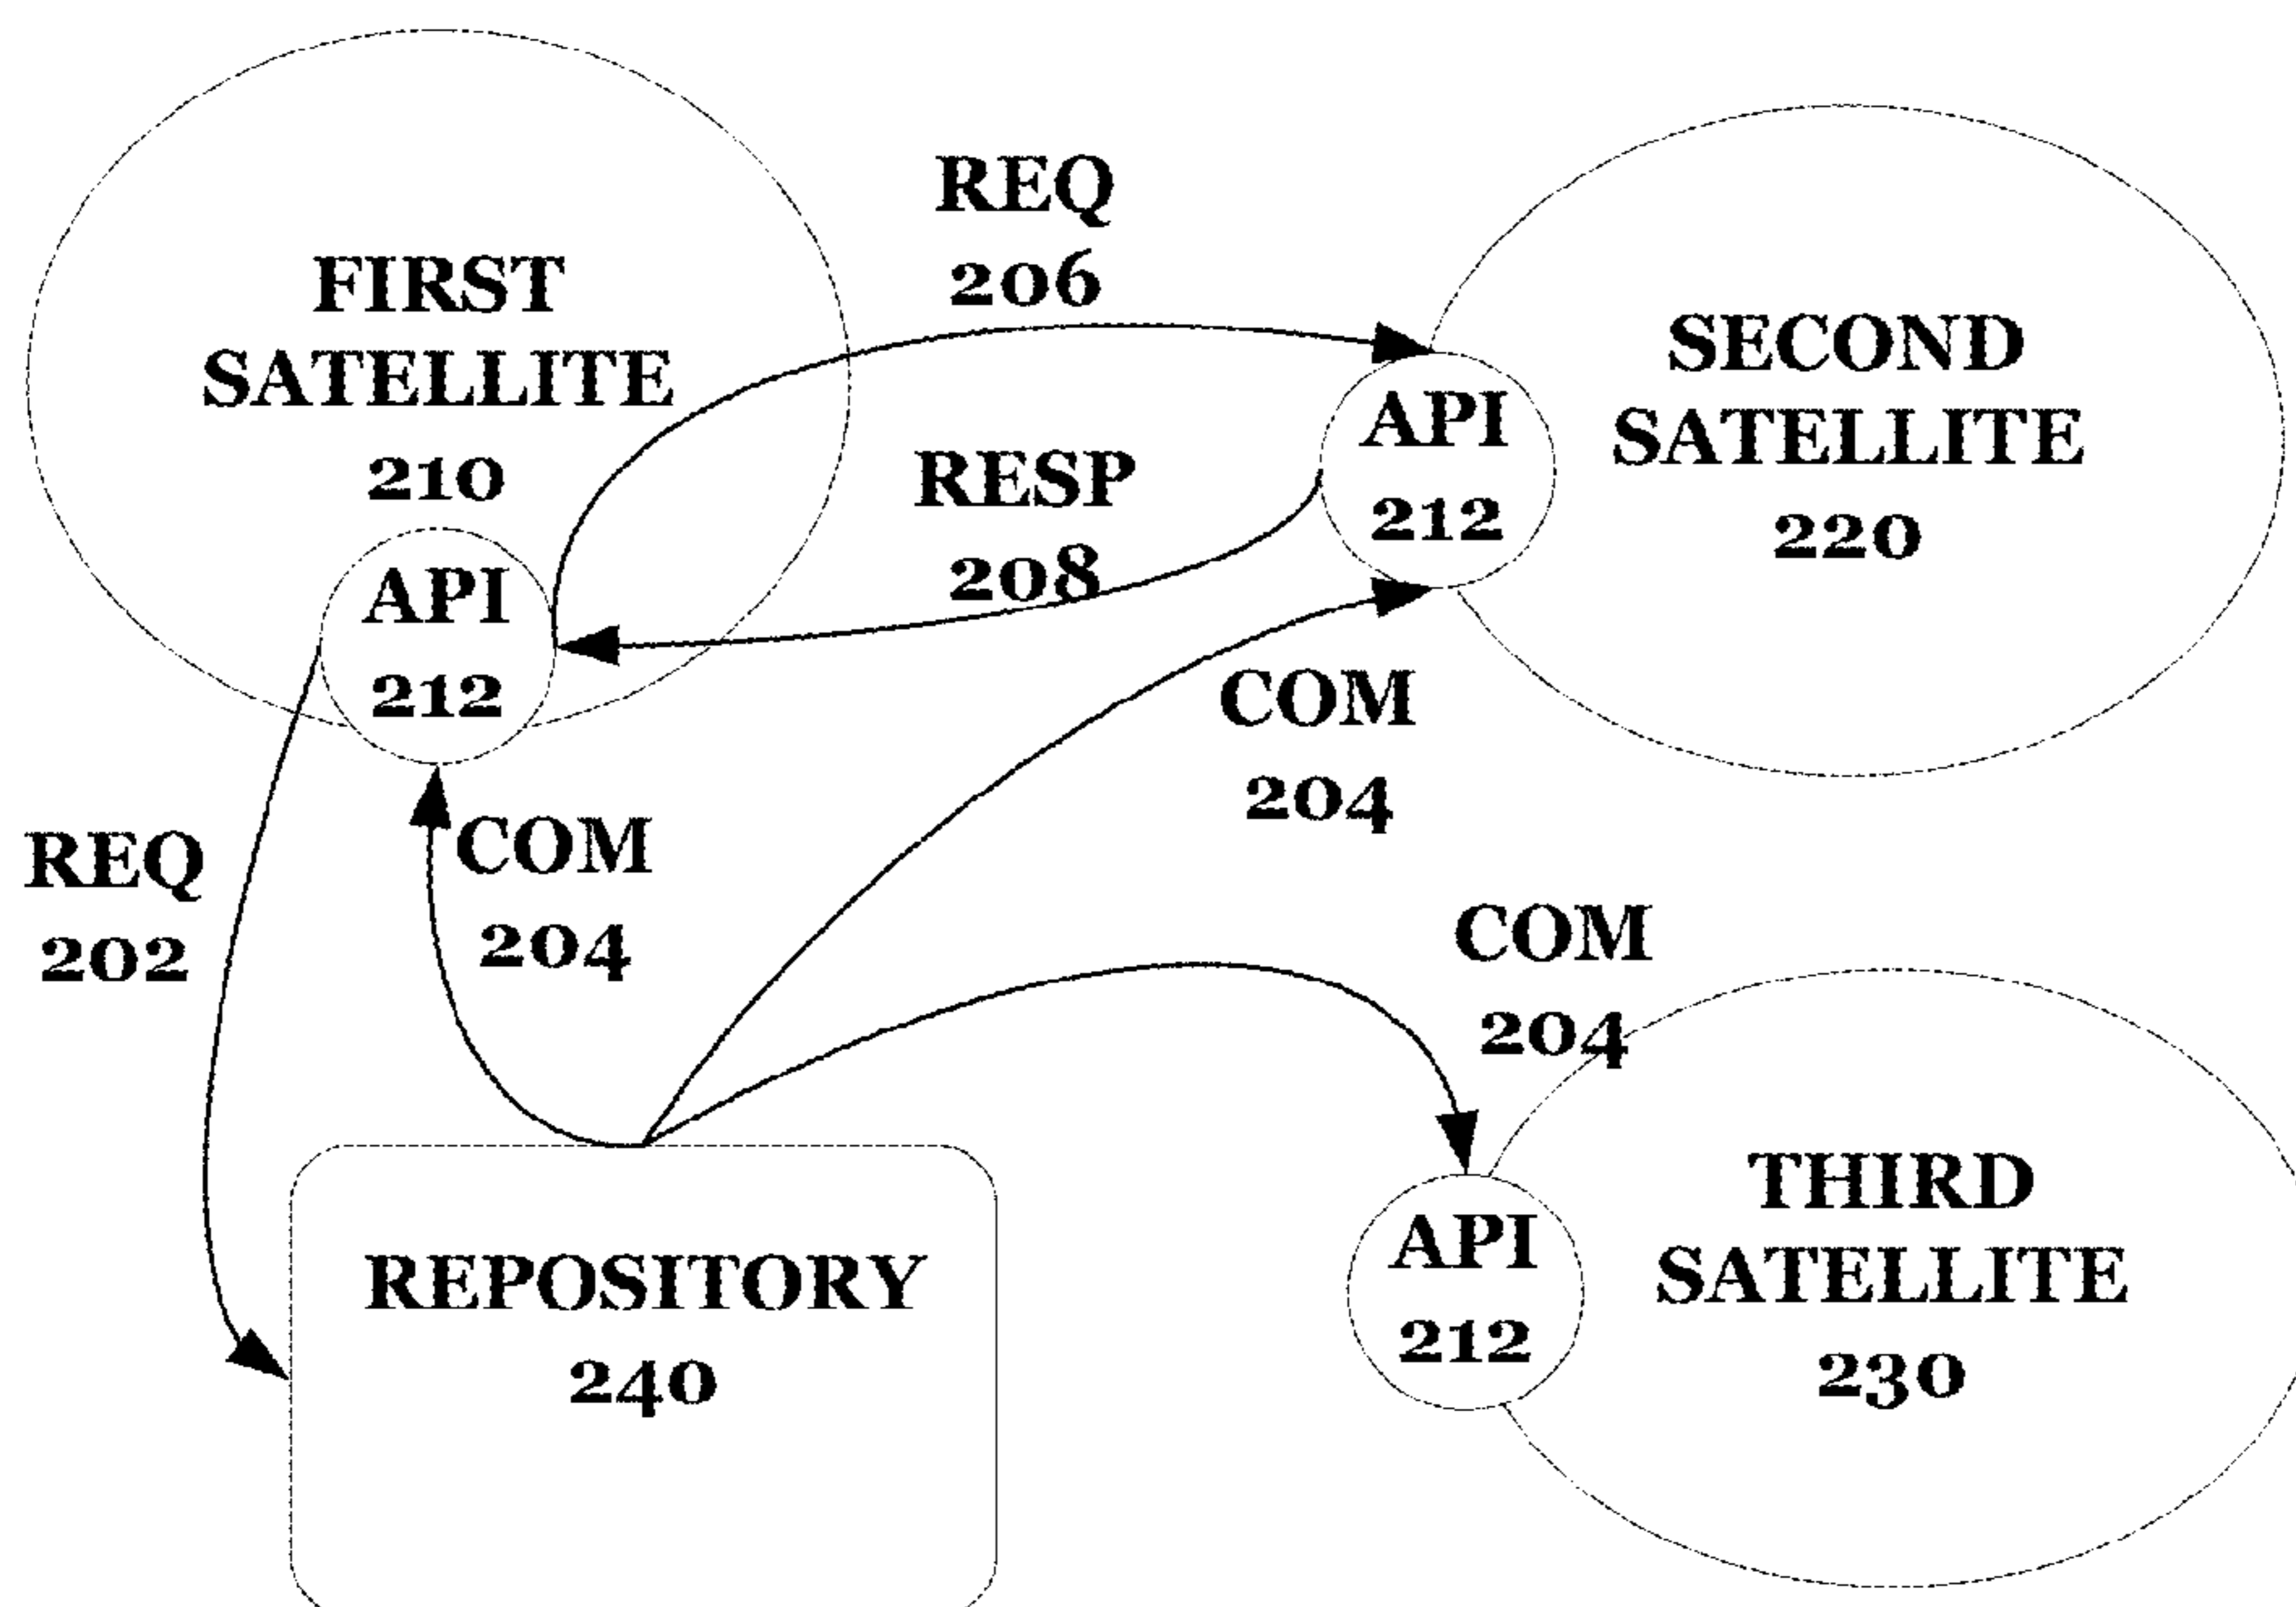 FIRST
SATELLITE
210
API
212
REQ
206
RESP
208
API
212
SECOND
SATELLITE
220
REQ
202
COM
204
COM
204
COM
204
REPOSITORY
240
API
212
THIRD
SATELLITE
230